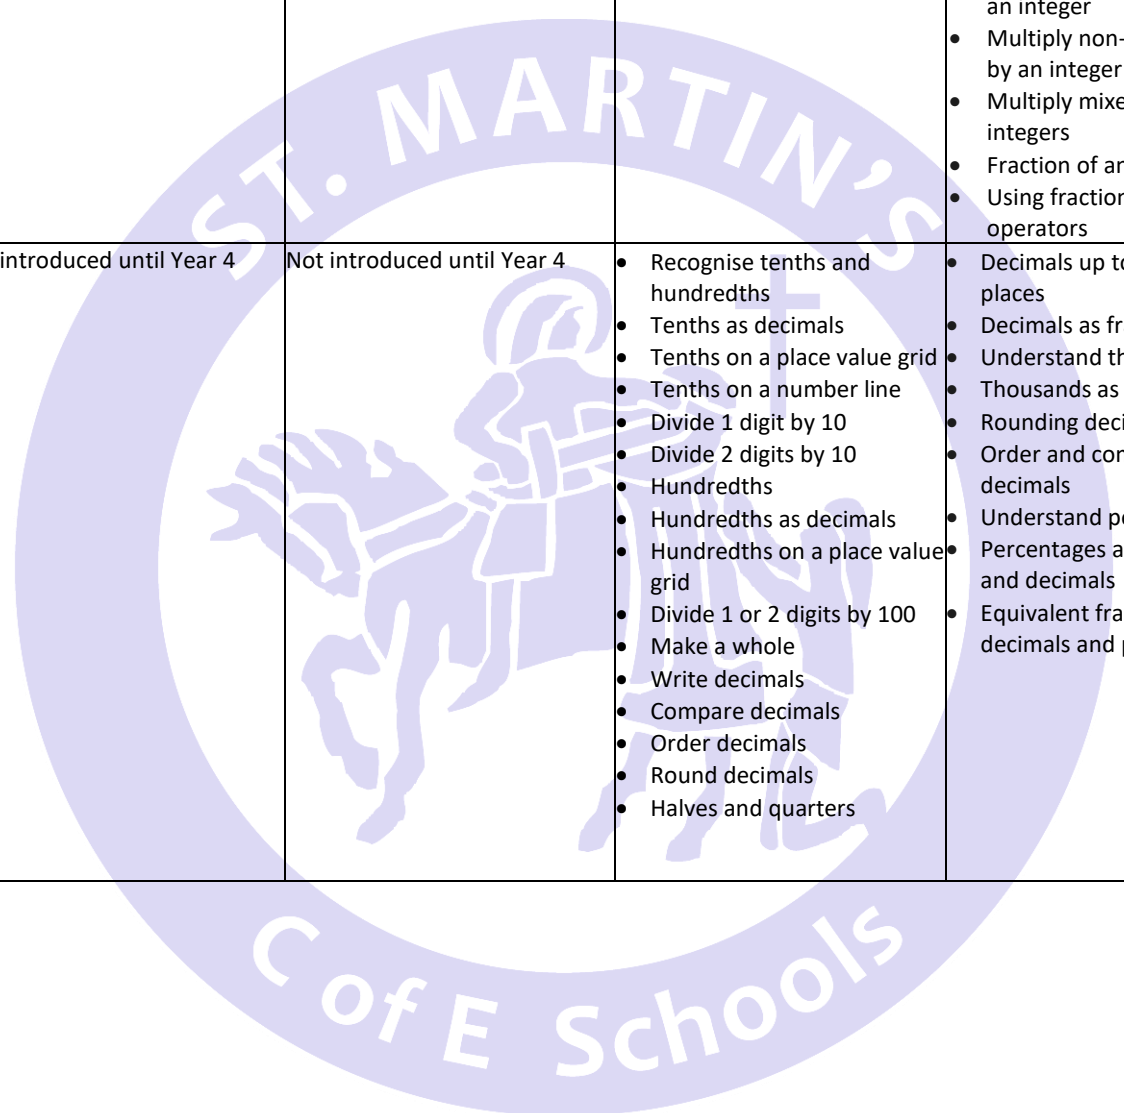 an integer
Multiply non-
by an integer
Multiply mixe
integers
Fraction of an
Using fraction
operators
introduced until Year 4
Not introduced until Year 4
• Recognise tenths and
hundredths
• Tenths as decimals
• Tenths on a place value grid
• Tenths on a number line
• Divide 1 digit by 10
• Divide 2 digits by 10
• Hundredths
• Hundredths as decimals
• Hundredths on a place value
grid
• Divide 1 or 2 digits by 100
• Make a whole
• Write decimals
• Compare decimals
• Order decimals
• Round decimals
• Halves and quarters
• Decimals up to
places
• Decimals as fra
• Understand th
• Thousands as
• Rounding deci
• Order and con
decimals
• Understand pe
• Percentages a
and decimals
• Equivalent fra
decimals and p
ST. MARTIN'S
C of E Schools